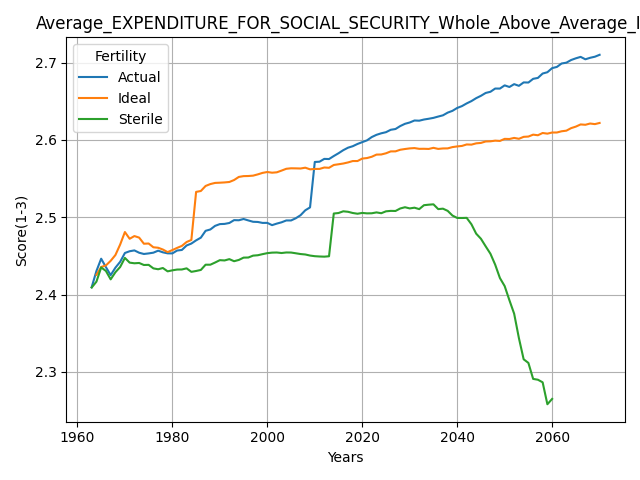 Average_EXPENDITURE_FOR_SOCIAL_SECURITY_Whole_Above_Average_
Fertility
Actual
Ideal
Sterile
Score(1-3)
2.7
2.6
2.5
2.4
2.3
1960 1980 2000 2020 2040 2060
Years